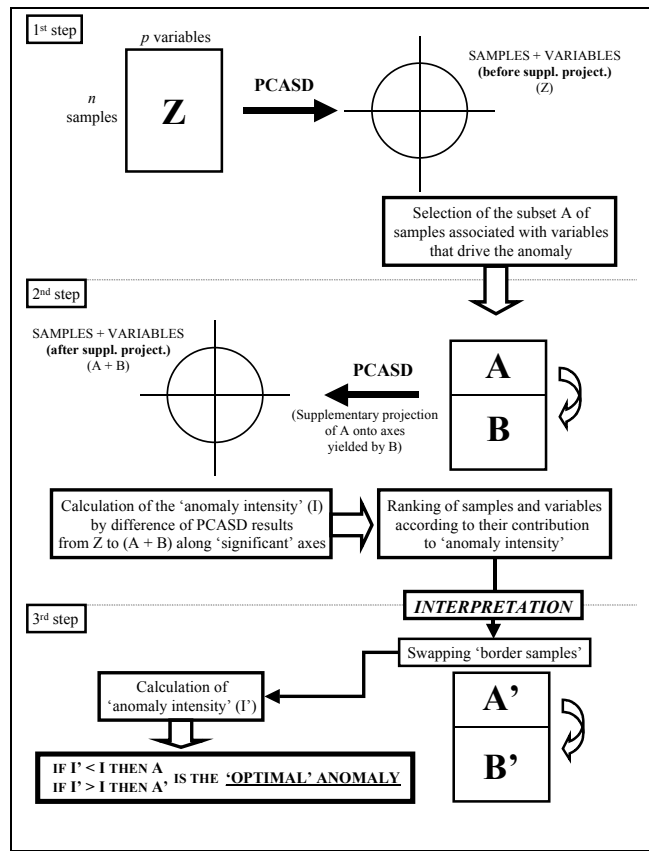 1st step
p variables
n
samples
Z
PCASD
SAMPLES + VARIABLES
(before suppl. project.)
(Z)
Selection of the subset A of
samples associated with variables
that drive the anomaly
2nd step
SAMPLES + VARIABLES
(after suppl. project.)
(A + B)
PCASD
(Supplementary projection
of A onto axes
yielded by B)
A
B
Calculation of the ‘anomaly intensity’ (I)
by difference of PCASD results
from Z to (A + B) along ‘significant’ axes
Ranking of samples and variables
according to their contribution
to ‘anomaly intensity’
INTERPRETATION
3rd step
Swapping ‘border samples’
Calculation of
‘anomaly intensity’ (I’)
A’
B’
IF I’ < I THEN A
IF I’ > I THEN A’
IS THE ‘OPTIMAL’ ANOMALY